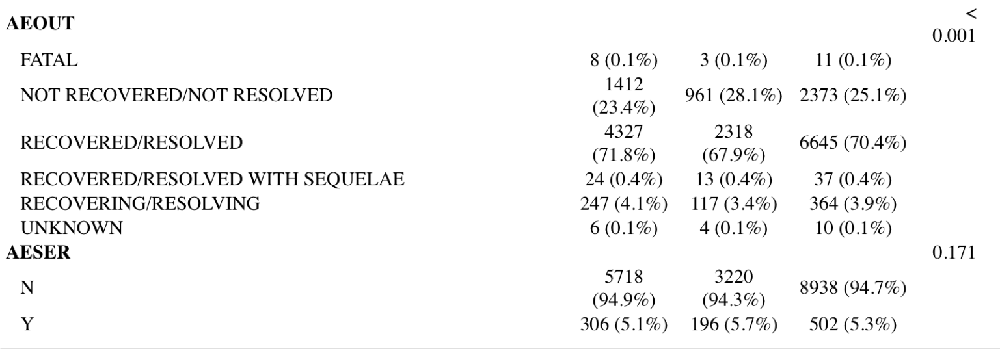 AEOUT < 0.001
FATAL 8 (0.1%) 3 (0.1%) 11 (0.1%)
NOT RECOVERED/NOT RESOLVED 1412 (23.4%) 961 (28.1%) 2373 (25.1%)
RECOVERED/RESOLVED 4327 (71.8%) 2318 (67.9%) 6645 (70.4%)
RECOVERED/RESOLVED WITH SEQUELAE 24 (0.4%) 13 (0.4%) 37 (0.4%)
RECOVERING/RESOLVING 247 (4.1%) 117 (3.4%) 364 (3.9%)
UNKNOWN 6 (0.1%) 4 (0.1%) 10 (0.1%)
AESER 0.171
N 5718 (94.9%) 3220 (94.3%) 8938 (94.7%)
Y 306 (5.1%) 196 (5.7%) 502 (5.3%)